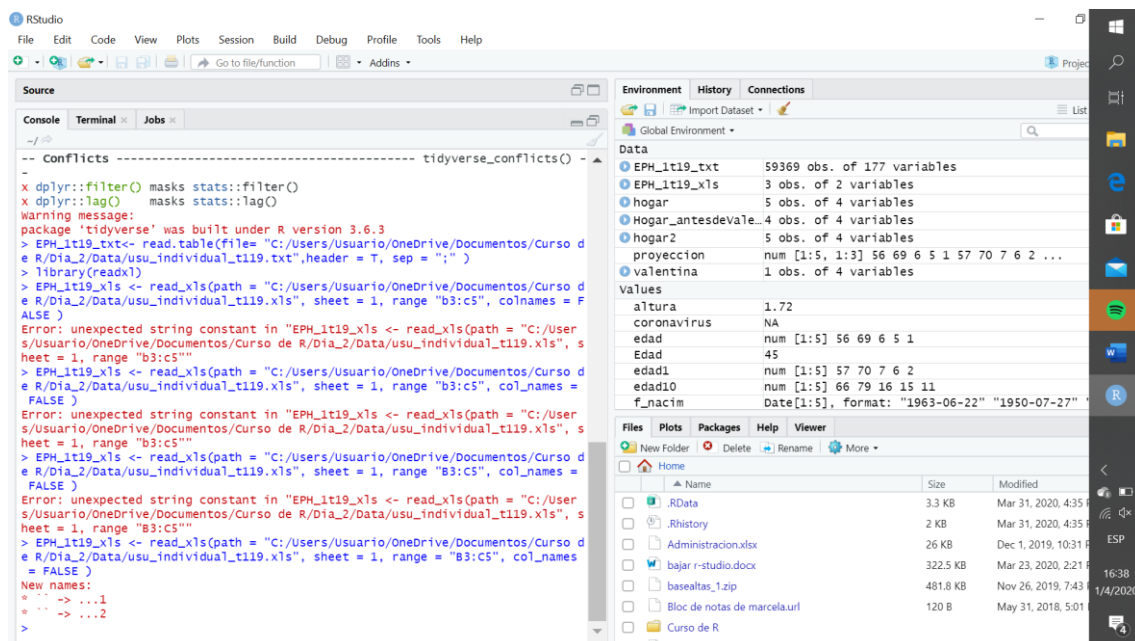 RStudio
File Edit Code View Plots Session Build Debug Profile Tools Help
Go to file/function Addins
Projec
Source
Console Terminal Jobs
~/
-- Conflicts ------------------------------------------ tidyverse_conflicts() -
-
x dplyr::filter() masks stats::filter()
x dplyr::lag() masks stats::lag()
Warning message:
package ‘tidyverse’ was built under R version 3.6.3
> EPH_1t19_txt<- read.table(file= "C:/Users/Usuario/OneDrive/Documentos/Curso d
e R/Dia_2/Data/usu_individual_t119.txt",header = T, sep = ";" )
> library(readxl)
> EPH_1t19_xls <- read_xls(path = "C:/Users/Usuario/OneDrive/Documentos/Curso d
e R/Dia_2/Data/usu_individual_t119.xls", sheet = 1, range "b3:c5", colnames = F
ALSE )
Error: unexpected string constant in "EPH_1t19_xls <- read_xls(path = "C:/User
s/Usuario/OneDrive/Documentos/Curso de R/Dia_2/Data/usu_individual_t119.xls", s
heet = 1, range "b3:c5""
> EPH_1t19_xls <- read_xls(path = "C:/Users/Usuario/OneDrive/Documentos/Curso d
e R/Dia_2/Data/usu_individual_t119.xls", sheet = 1, range "b3:c5", col_names =
FALSE )
Error: unexpected string constant in "EPH_1t19_xls <- read_xls(path = "C:/User
s/Usuario/OneDrive/Documentos/Curso de R/Dia_2/Data/usu_individual_t119.xls", s
heet = 1, range "b3:c5""
> EPH_1t19_xls <- read_xls(path = "C:/Users/Usuario/OneDrive/Documentos/Curso d
e R/Dia_2/Data/usu_individual_t119.xls", sheet = 1, range "B3:C5", col_names =
FALSE )
Error: unexpected string constant in "EPH_1t19_xls <- read_xls(path = "C:/User
s/Usuario/OneDrive/Documentos/Curso de R/Dia_2/Data/usu_individual_t119.xls", s
heet = 1, range "B3:C5""
> EPH_1t19_xls <- read_xls(path = "C:/Users/Usuario/OneDrive/Documentos/Curso d
e R/Dia_2/Data/usu_individual_t119.xls", sheet = 1, range = "B3:C5", col_names
= FALSE )
New names:
* `` -> ...1
* `` -> ...2
>
Environment History Connections
Import Dataset List
Global Environment
Data
EPH_1t19_txt 59369 obs. of 177 variables
EPH_1t19_xls 3 obs. of 2 variables
hogar 5 obs. of 4 variables
Hogar_antesdeVale… 4 obs. of 4 variables
hogar2 5 obs. of 4 variables
proyeccion num [1:5, 1:3] 56 69 6 5 1 57 70 7 6 2 ...
valentina 1 obs. of 4 variables
Values
altura 1.72
coronavirus NA
edad num [1:5] 56 69 6 5 1
Edad 45
edad1 num [1:5] 57 70 7 6 2
edad10 num [1:5] 66 79 16 15 11
f_nacim Date[1:5], format: "1963-06-22" "1950-07-27" "
Files Plots Packages Help Viewer
New Folder Delete Rename More
Home
Name Size Modified
.RData 3.3 KB Mar 31, 2020, 4:35 P
.Rhistory 2 KB Mar 31, 2020, 4:35 P
Administracion.xlsx 26 KB Dec 1, 2019, 10:31 P
bajar r-studio.docx 322.5 KB Mar 23, 2020, 2:21 P
basealtas_1.zip 481.8 KB Nov 26, 2019, 7:43
Bloc de notas de marcela.url 120 B May 31, 2018, 5:01
Curso de R
ESP
16:38
1/4/2020
4